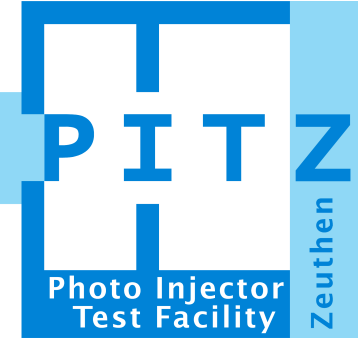 PITZ
Photo Injector
Test Facility
Zeuthen